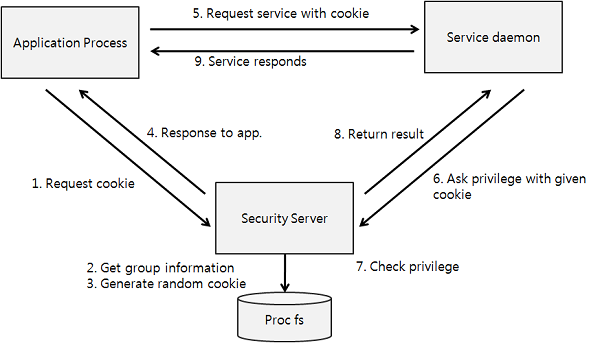 5. Request service with cookie
Application Process
Service daemon
9. Service responds
4. Response to app.
8. Return result
1. Request cookie
6. Ask privilege with given
cookie
Security Server
2. Get group information
7. Check privilege
3. Generate random cookie
Proc fs